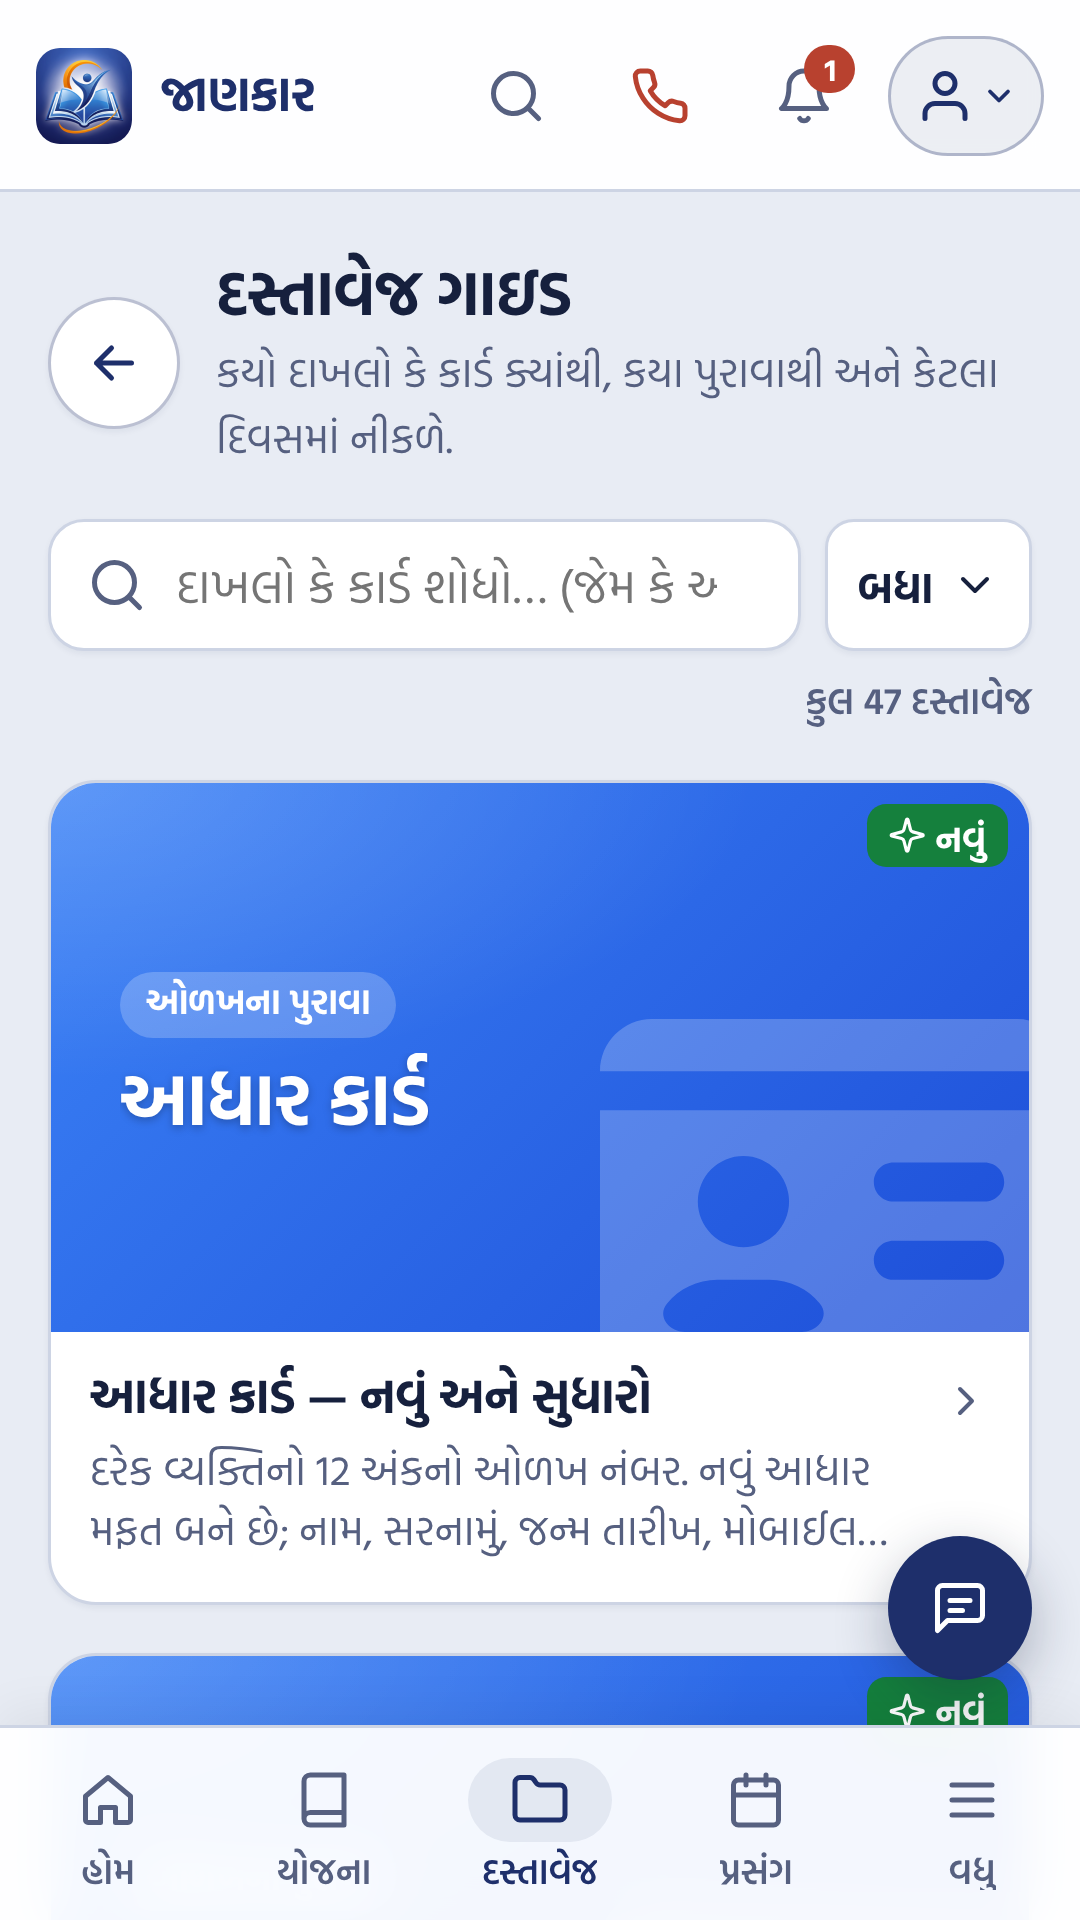 જાણકાર
1
દસ્તાવેજ ગાઇડ
કયો દાખલો કે કાર્ડ ક્યાંથી, કયા પુરાવાથી અને કેટલા
દિવસમાં નીકળે.
દાખલો કે કાર્ડ શોધો... (જેમ કે
બધા
કુલ 47 દસ્તાવેજ
નવું
ઓળખના પુરાવા
આધાર કાર્ડ
આધાર કાર્ડ — નવું અને સુધારો
દરેક વ્યક્તિનો 12 અંકનો ઓળખ નંબર. નવું આધાર
મફત બને છે; નામ, સરનામું, જન્મ તારીખ, મોબાઈલ...
નવું
હોમ
યોજના
દસ્તાવેજ
પ્રસંગ
વધુ